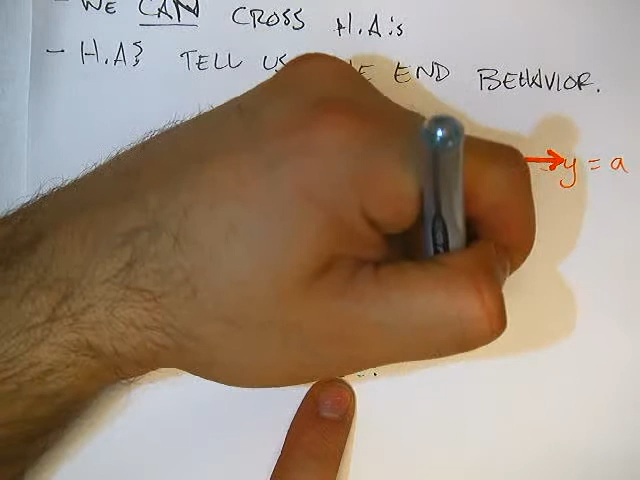 - WE CAN CROSS H.A.'s
- H.A.'s TELL US END BEHAVIOR.
y = a